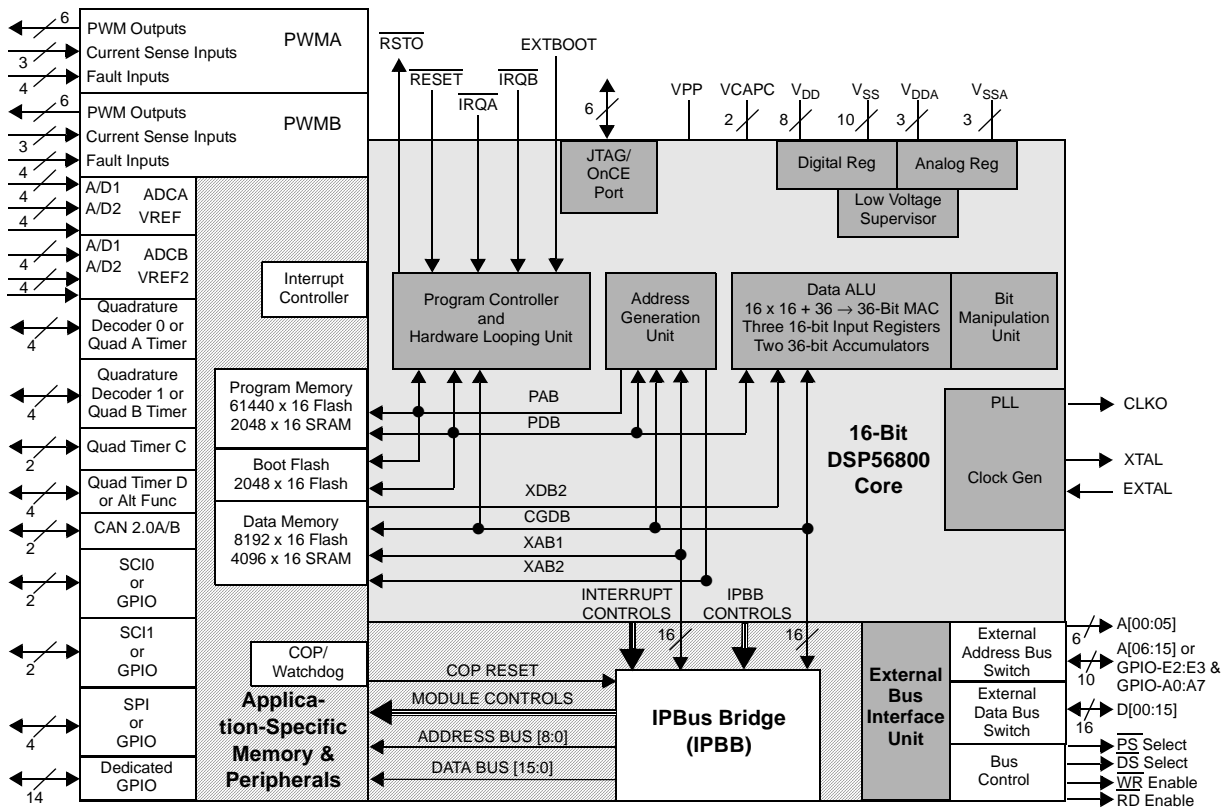 6
PWM Outputs
PWMA
Current Sense Inputs
3
Fault Inputs
4
6
PWM Outputs
PWMB
Current Sense Inputs
3
Fault Inputs
4
A/D1
ADCA
4
A/D2
VREF
4
A/D1
ADCB
4
A/D2
VREF2
4
Quadrature
Decoder 0 or
Quad A Timer
4
Quadrature
Decoder 1 or
Quad B Timer
4
Quad Timer C
2
Quad Timer D
or Alt Func
4
CAN 2.0A/B
2
SCI0
or
GPIO
2
SCI1
or
GPIO
2
SPI
or
GPIO
4
Dedicated
GPIO
14
RSTO
RESET
IRQA
IRQB
EXTBOOT
6
JTAG/
OnCE
Port
VPP
VCAPC
2
VDD
8
VSS
10
VDDA
3
VSSA
3
Digital Reg
Analog Reg
Low Voltage
Supervisor
Interrupt
Controller
Program Controller
and
Hardware Looping Unit
Address
Generation
Unit
Data ALU
16 x 16 + 36 → 36-Bit MAC
Three 16-bit Input Registers
Two 36-bit Accumulators
Bit
Manipulation
Unit
Program Memory
61440 x 16 Flash
2048 x 16 SRAM
Boot Flash
2048 x 16 Flash
Data Memory
8192 x 16 Flash
4096 x 16 SRAM
PAB
PDB
XDB2
CGDB
XAB1
XAB2
16-Bit
DSP56800
Core
PLL
Clock Gen
CLKO
XTAL
EXTAL
INTERRUPT
CONTROLS
IPBB
CONTROLS
16
16
COP/
Watchdog
Applica-
tion-Specific
Memory &
Peripherals
COP RESET
MODULE CONTROLS
ADDRESS BUS [8:0]
DATA BUS [15:0]
IPBus Bridge
(IPBB)
External
Bus
Interface
Unit
External
Address Bus
Switch
External
Data Bus
Switch
Bus
Control
A[00:05]
6
A[06:15] or
GPIO-E2:E3 &
GPIO-A0:A7
10
D[00:15]
16
PS Select
DS Select
WR Enable
RD Enable